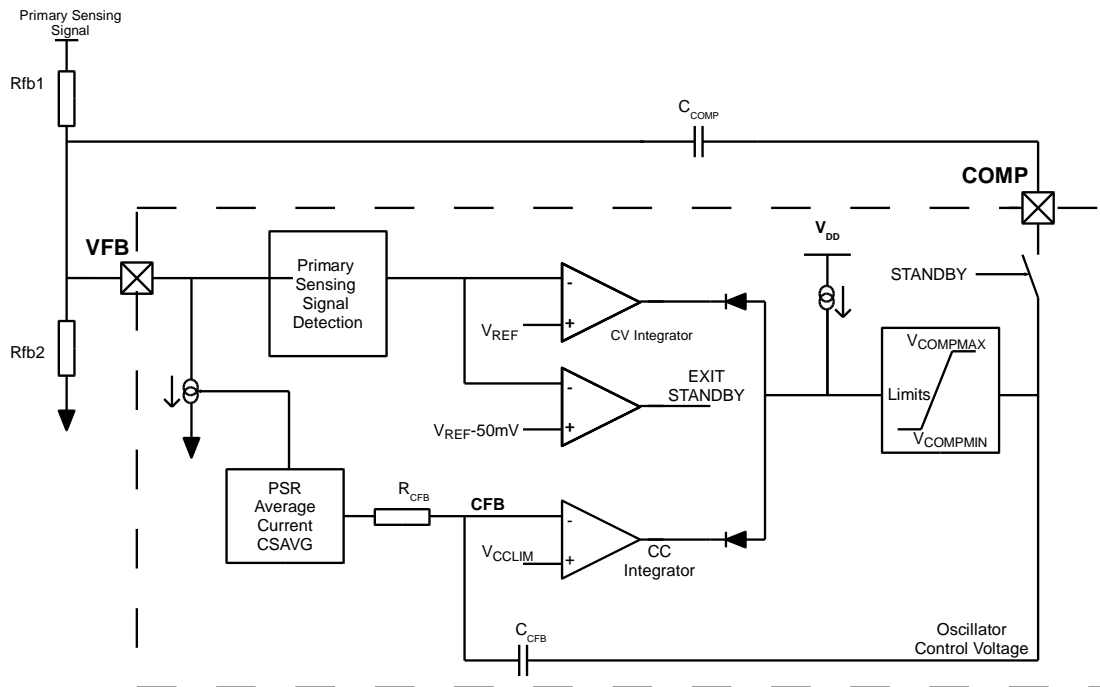 Primary Sensing
Signal
Rfb1
CCOMP
COMP
VFB
VDD
Primary
Sensing
Signal
Detection
-
+
VREF
CV Integrator
STANDBY
Rfb2
EXIT
STANDBY
-
+
VREF-50mV
VCOMPMAX
Limits
VCOMPMIN
PSR
Average
Current
CSAVG
RCFB
CFB
-
+
VCCLIM
CC
Integrator
CCFB
Oscillator
Control Voltage